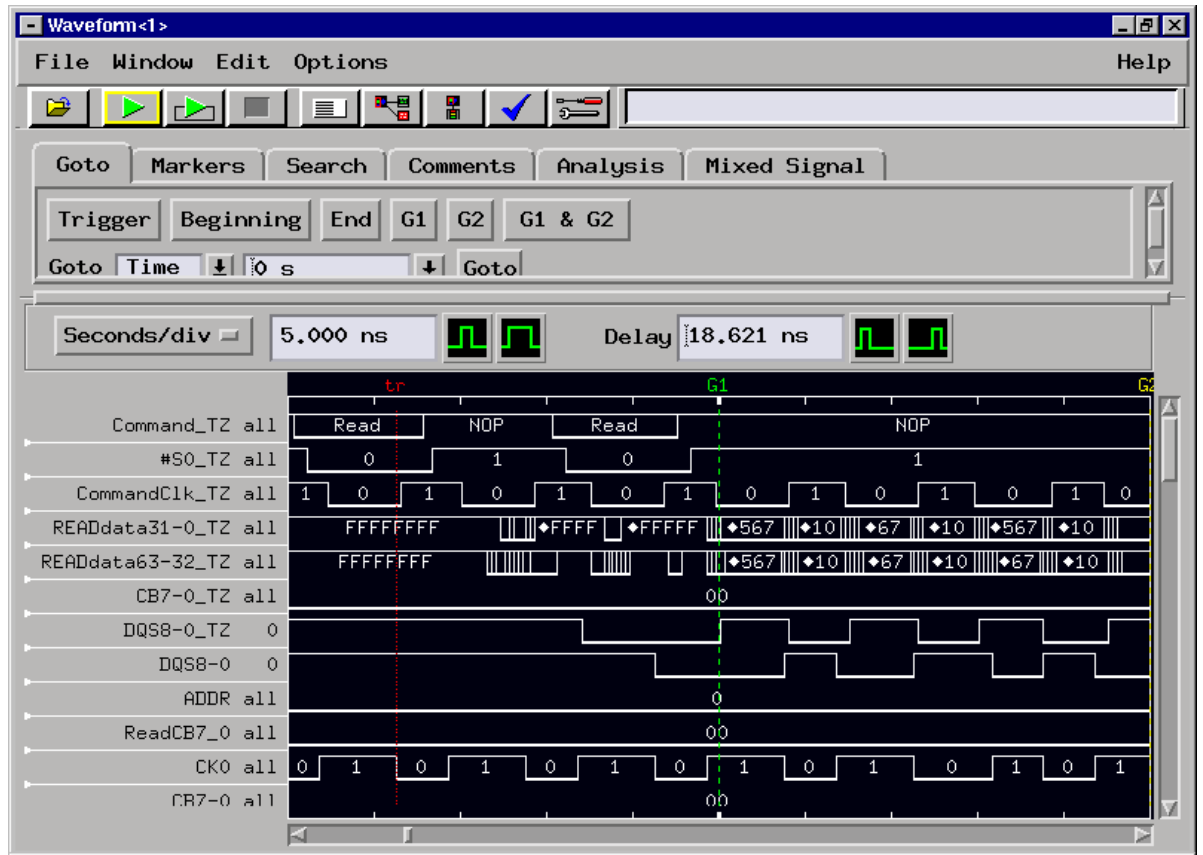 Waveform<1>
File Window Edit Options Help
Goto Markers Search Comments Analysis Mixed Signal
Trigger Beginning End G1 G2 G1 & G2
Goto Time 0 s Goto
Seconds/div 5.000 ns Delay 18.621 ns
tr G1 G2
Command_TZ all Read NOP Read NOP
#S0_TZ all 0 1 0 1
CommandClk_TZ all 1 0 1 0 1 0 1 0 1 0 1 0 1 0
READdata31-0_TZ all FFFFFFFF ◆FFFF ◆FFFFF ◆567 ◆10 ◆67 ◆10 ◆567 ◆10
READdata63-32_TZ all FFFFFFF ◆567 ◆10 ◆67 ◆10 ◆67 ◆10
CB7-0_TZ all 00
DQS8-0_TZ 0
DQS8-0 0
ADDR all 0
ReadCB7_0 all 00
CK0 all 0 1 0 1 0 1 0 1 0 1 0 1 0 1
CB7-0 all 00